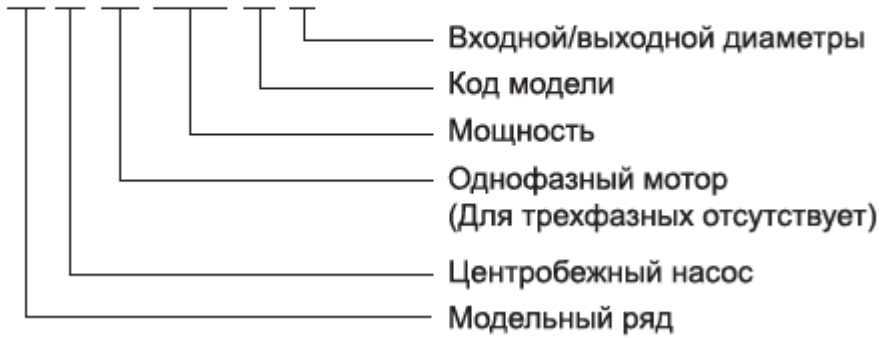 Входной/выходной диаметры
Код модели
Мощность
Однофазный мотор
(Для трехфазных отсутствует)
Центробежный насос
Модельный ряд